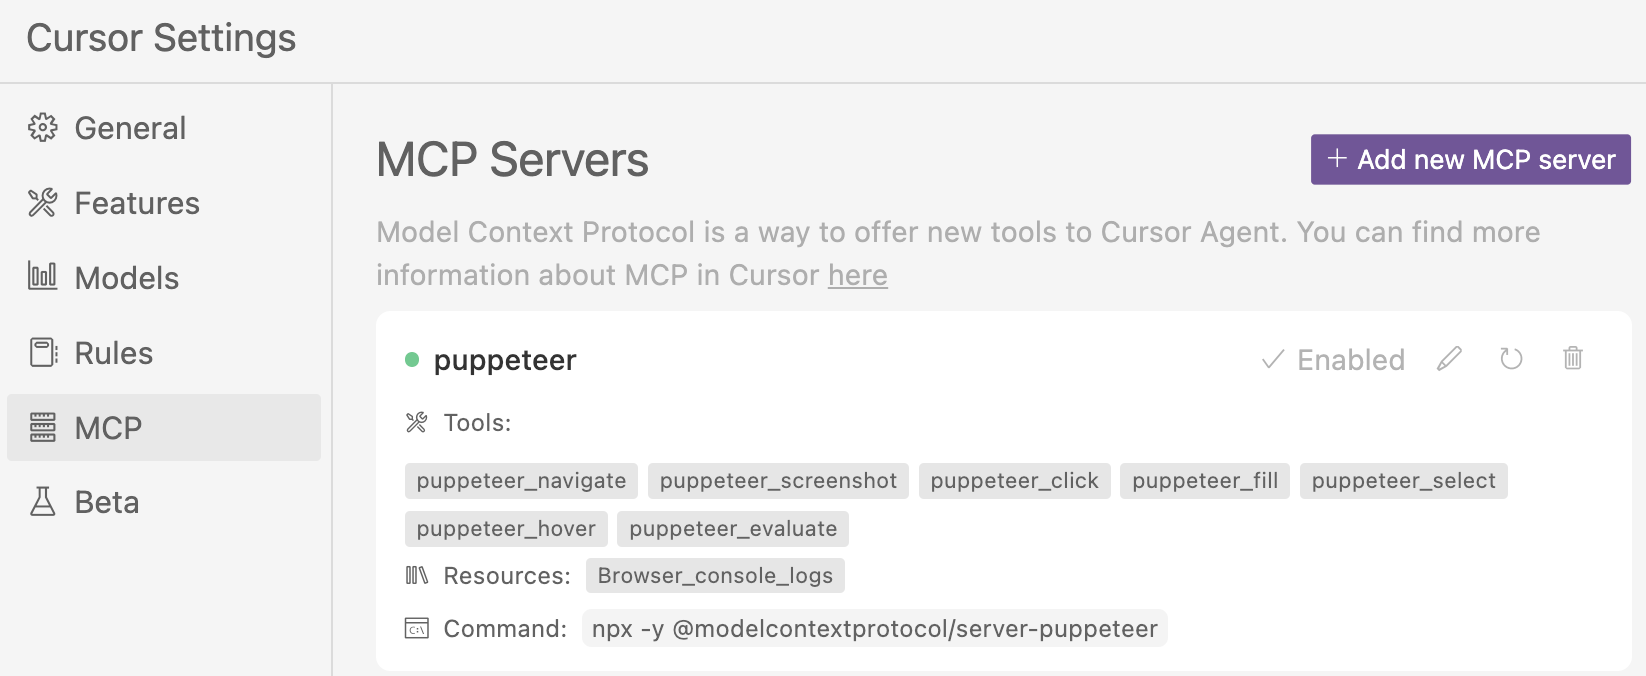 Cursor Settings
General
Features
Models
Rules
MCP
Beta
MCP Servers
+ Add new MCP server
Model Context Protocol is a way to offer new tools to Cursor Agent. You can find more
information about MCP in Cursor here
puppeteer
Enabled
Tools:
puppeteer_navigate puppeteer_screenshot puppeteer_click puppeteer_fill puppeteer_select
puppeteer_hover puppeteer_evaluate
Resources: Browser_console_logs
C:\ Command: npx -y @modelcontextprotocol/server-puppeteer